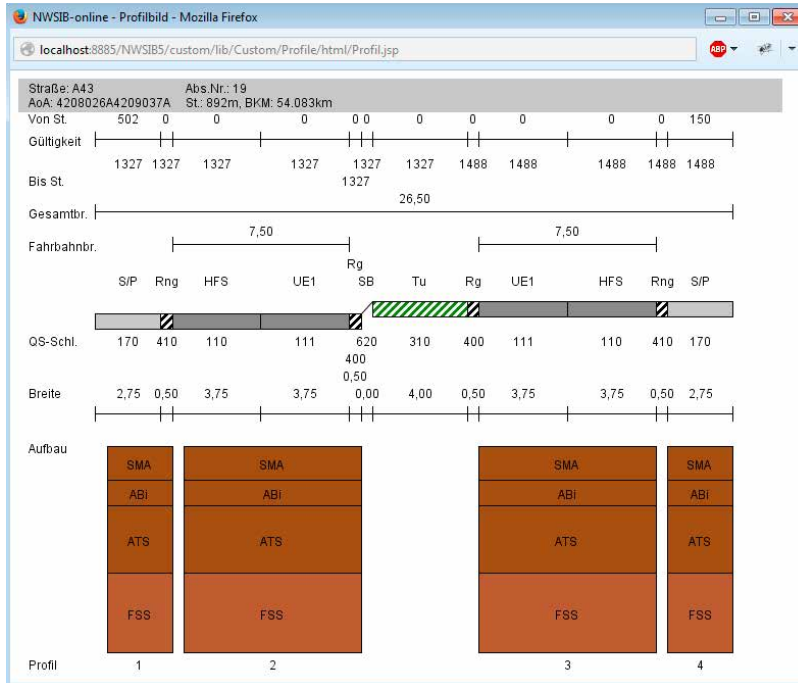 NWSIB-online - Profilbild - Mozilla Firefox
localhost:8885/NWSIB5/custom/lib/Custom/Profile/html/Profil.jsp
ABP
Straße: A43 Abs.Nr.: 19
AoA: 4208026A4209037A St.: 892m, BKM: 54.083km
Von St. 502 0 0 0 0 0 0 0 0 0 0 150
Gültigkeit
1327 1327 1327 1327 1327 1327 1488 1488 1488 1488 1488
Bis St. 1327
26,50
Gesamtbr.
7,50 7,50
Fahrbahnbr.
Rg
S/P Rng HFS UE1 SB Tu Rg UE1 HFS Rng S/P
QS-Schl. 170 410 110 111 620 310 400 111 110 410 170
400
0,50
Breite 2,75 0,50 3,75 3,75 0,00 4,00 0,50 3,75 3,75 0,50 2,75
Aufbau
SMA SMA SMA SMA
ABi ABi ABi ABi
ATS ATS ATS ATS
FSS FSS FSS FSS
Profil 1 2 3 4